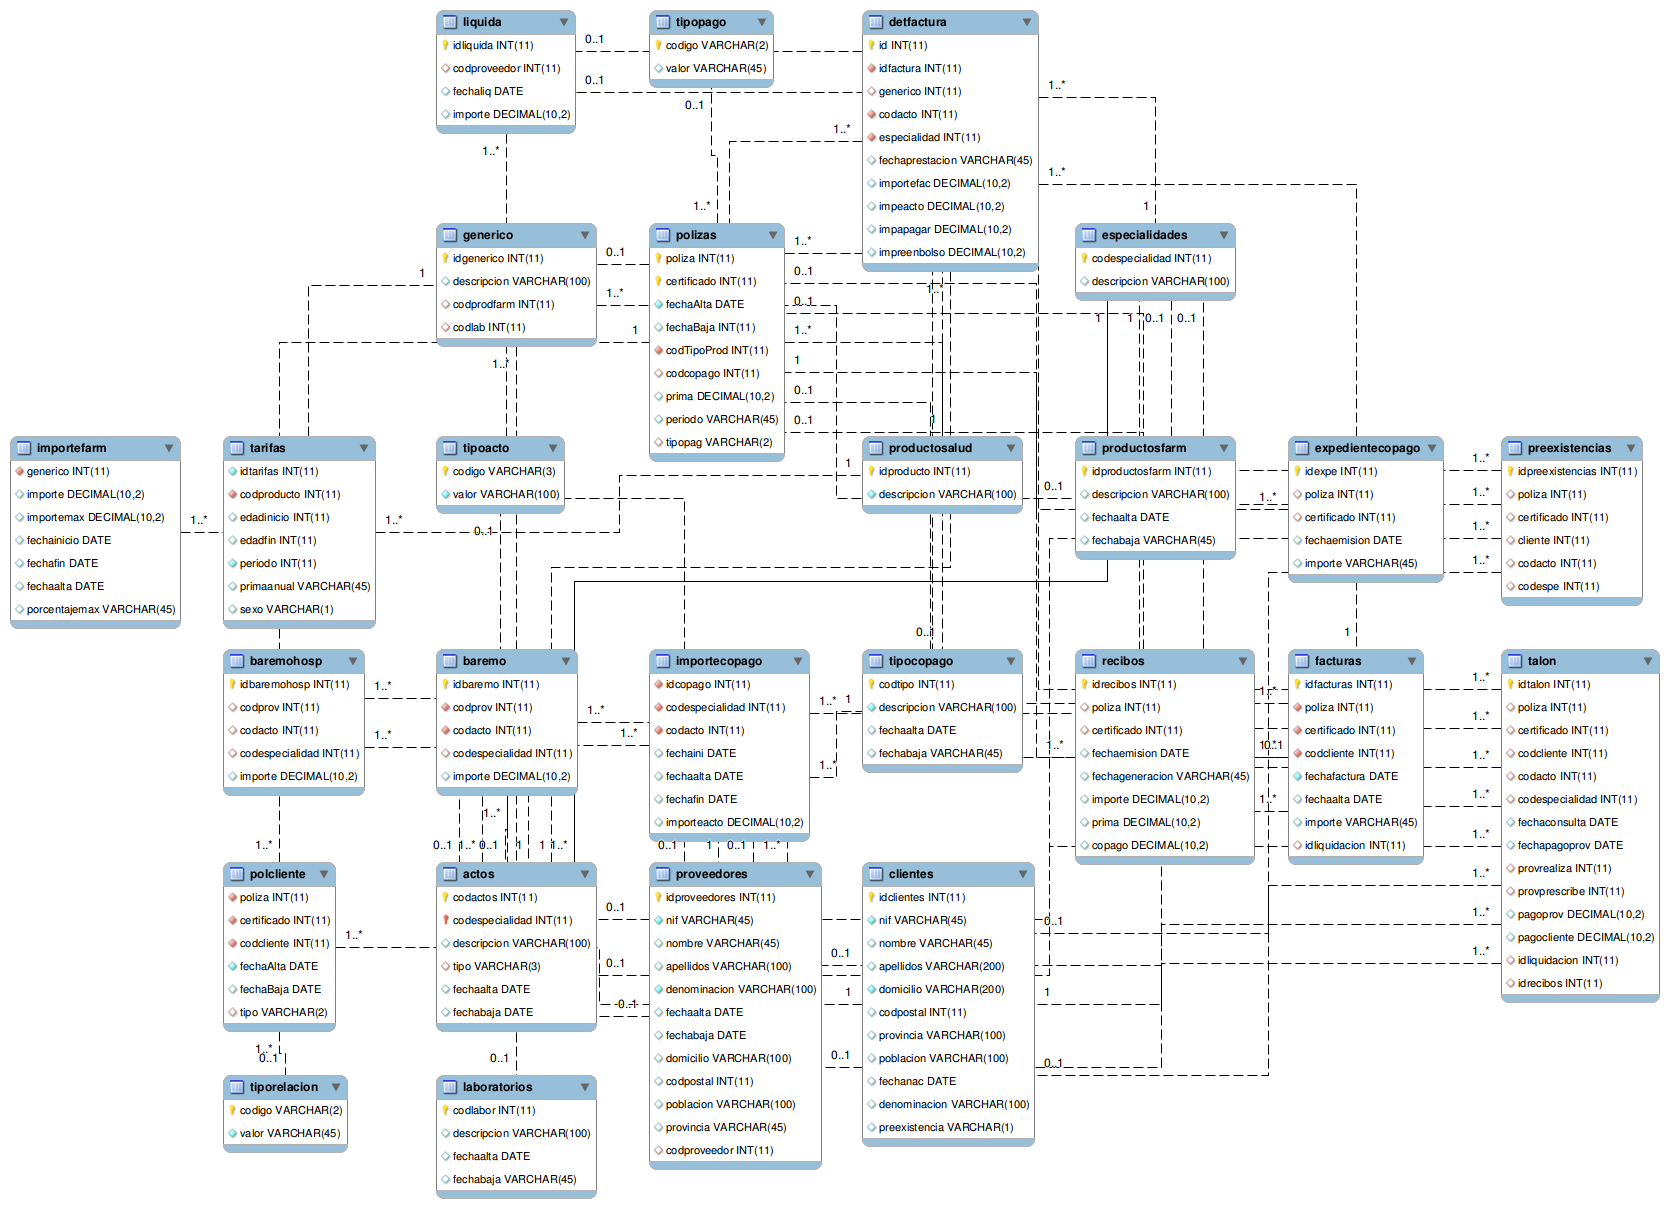 liquida
idliquida INT(11)
codproveedor INT(11)
fechaliq DATE
importe DECIMAL(10,2)
0..1
0..1
1..*
tipopago
codigo VARCHAR(2)
valor VARCHAR(45)
0..1
1..*
1..*
detfactura
id INT(11)
idfactura INT(11)
generico INT(11)
codacto INT(11)
especialidad INT(11)
fechaprestacion VARCHAR(45)
importefac DECIMAL(10,2)
impeacto DECIMAL(10,2)
impapagar DECIMAL(10,2)
impreenbolso DECIMAL(10,2)
1..*
1..*
1
1..*
generico
idgenerico INT(11)
descripcion VARCHAR(100)
codprodfarm INT(11)
codlab INT(11)
1
0..1
1..*
1
1..*
polizas
poliza INT(11)
certificado INT(11)
fechaAlta DATE
fechaBaja INT(11)
codTipoProd INT(11)
codcopago INT(11)
prima DECIMAL(10,2)
periodo VARCHAR(45)
tipopag VARCHAR(2)
1..*
0..1
0..1
1..*
1
0..1
0..1
especialidades
codespecialidad INT(11)
descripcion VARCHAR(100)
1
1
0..1
0..1
importefarm
generico INT(11)
importe DECIMAL(10,2)
importemax DECIMAL(10,2)
fechainicio DATE
fechafin DATE
fechaalta DATE
porcentajemax VARCHAR(45)
1..*
tarifas
idtarifas INT(11)
codproducto INT(11)
edadinicio INT(11)
edadfin INT(11)
periodo INT(11)
primaanual VARCHAR(45)
sexo VARCHAR(1)
1..*
tipoacto
codigo VARCHAR(3)
valor VARCHAR(100)
0..1
1
1
productosalud
idproducto INT(11)
descripcion VARCHAR(100)
0..1
0..1
productosfarm
idproductosfarm INT(11)
descripcion VARCHAR(100)
fechaalta DATE
fechabaja VARCHAR(45)
1..*
expedientecopago
idexpe INT(11)
poliza INT(11)
certificado INT(11)
fechaemision DATE
importe VARCHAR(45)
1
1..*
1..*
1..*
1..*
preexistencias
idpreexistencias INT(11)
poliza INT(11)
certificado INT(11)
cliente INT(11)
codacto INT(11)
codespe INT(11)
baremohosp
idbaremohosp INT(11)
codprov INT(11)
codacto INT(11)
codespecialidad INT(11)
importe DECIMAL(10,2)
1..*
1..*
1..*
baremo
idbaremo INT(11)
codprov INT(11)
codacto INT(11)
codespecialidad INT(11)
importe DECIMAL(10,2)
1..*
1..*
1..*
0..1
1..*
0..1
1
1
1..*
importecopago
idcopago INT(11)
codespecialidad INT(11)
codacto INT(11)
fechaini DATE
fechaalta DATE
fechafin DATE
importeacto DECIMAL(10,2)
1..*
1
1..*
0..1
1
0..1
1..*
tipocopago
codtipo INT(11)
descripcion VARCHAR(100)
fechaalta DATE
fechabaja VARCHAR(45)
1..*
recibos
idrecibos INT(11)
poliza INT(11)
certificado INT(11)
fechaemision DATE
fechageneracion VARCHAR(45)
importe DECIMAL(10,2)
prima DECIMAL(10,2)
copago DECIMAL(10,2)
1..*
0..1
1..*
facturas
idfacturas INT(11)
poliza INT(11)
certificado INT(11)
codcliente INT(11)
fechafactura DATE
fechaalta DATE
importe VARCHAR(45)
idliquidacion INT(11)
1..*
1..*
1..*
1..*
1..*
1..*
1..*
1..*
talon
idtalon INT(11)
poliza INT(11)
certificado INT(11)
codcliente INT(11)
codacto INT(11)
codespecialidad INT(11)
fechaconsulta DATE
fechapagoprov DATE
provrealiza INT(11)
provprescribe INT(11)
pagoprov DECIMAL(10,2)
pagocliente DECIMAL(10,2)
idliquidacion INT(11)
idrecibos INT(11)
polcliente
poliza INT(11)
certificado INT(11)
codcliente INT(11)
fechaAlta DATE
fechaBaja DATE
tipo VARCHAR(2)
1..*
1..*
0..1
actos
codactos INT(11)
codespecialidad INT(11)
descripcion VARCHAR(100)
tipo VARCHAR(3)
fechaalta DATE
fechabaja DATE
0..1
0..1
0..1
0..1
proveedores
idproveedores INT(11)
nif VARCHAR(45)
nombre VARCHAR(45)
apellidos VARCHAR(100)
denominacion VARCHAR(100)
fechaalta DATE
fechabaja DATE
domicilio VARCHAR(100)
codpostal INT(11)
poblacion VARCHAR(100)
provincia VARCHAR(45)
codproveedor INT(11)
0..1
1
0..1
clientes
idclientes INT(11)
nif VARCHAR(45)
nombre VARCHAR(45)
apellidos VARCHAR(200)
domicilio VARCHAR(200)
codpostal INT(11)
provincia VARCHAR(100)
poblacion VARCHAR(100)
fechanac DATE
denominacion VARCHAR(100)
preexistencia VARCHAR(1)
0..1
1
0..1
tiporelacion
codigo VARCHAR(2)
valor VARCHAR(45)
laboratorios
codlabor INT(11)
descripcion VARCHAR(100)
fechaalta DATE
fechabaja VARCHAR(45)